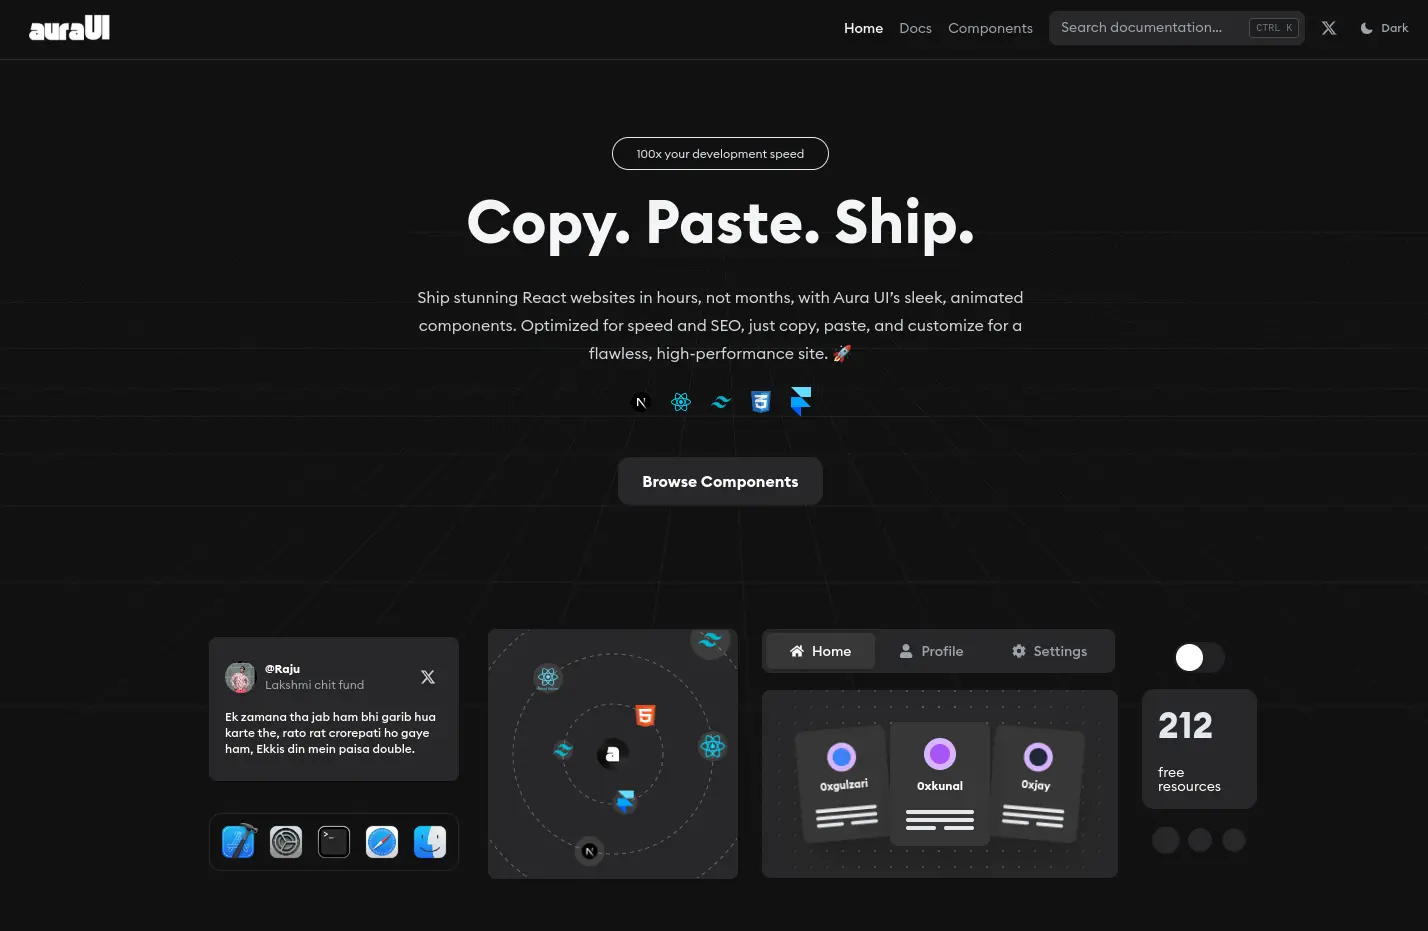 auraUI
Home
Docs
Components
Search documentation...
CTRL K
Dark
100x your development speed
Copy. Paste. Ship.
Ship stunning React websites in hours, not months, with Aura UI’s sleek, animated
components. Optimized for speed and SEO, just copy, paste, and customize for a
flawless, high-performance site. 🚀
N
Browse Components
@Raju
Lakshmi chit fund
Ek zamana tha jab ham bhi garib hua
karte the, rato rat crorepati ho gaye
ham, Ekkis din mein paisa double.
>_
5
a
N
Home
Profile
Settings
0xgulzari
0xkunal
0xjay
212
free
resources